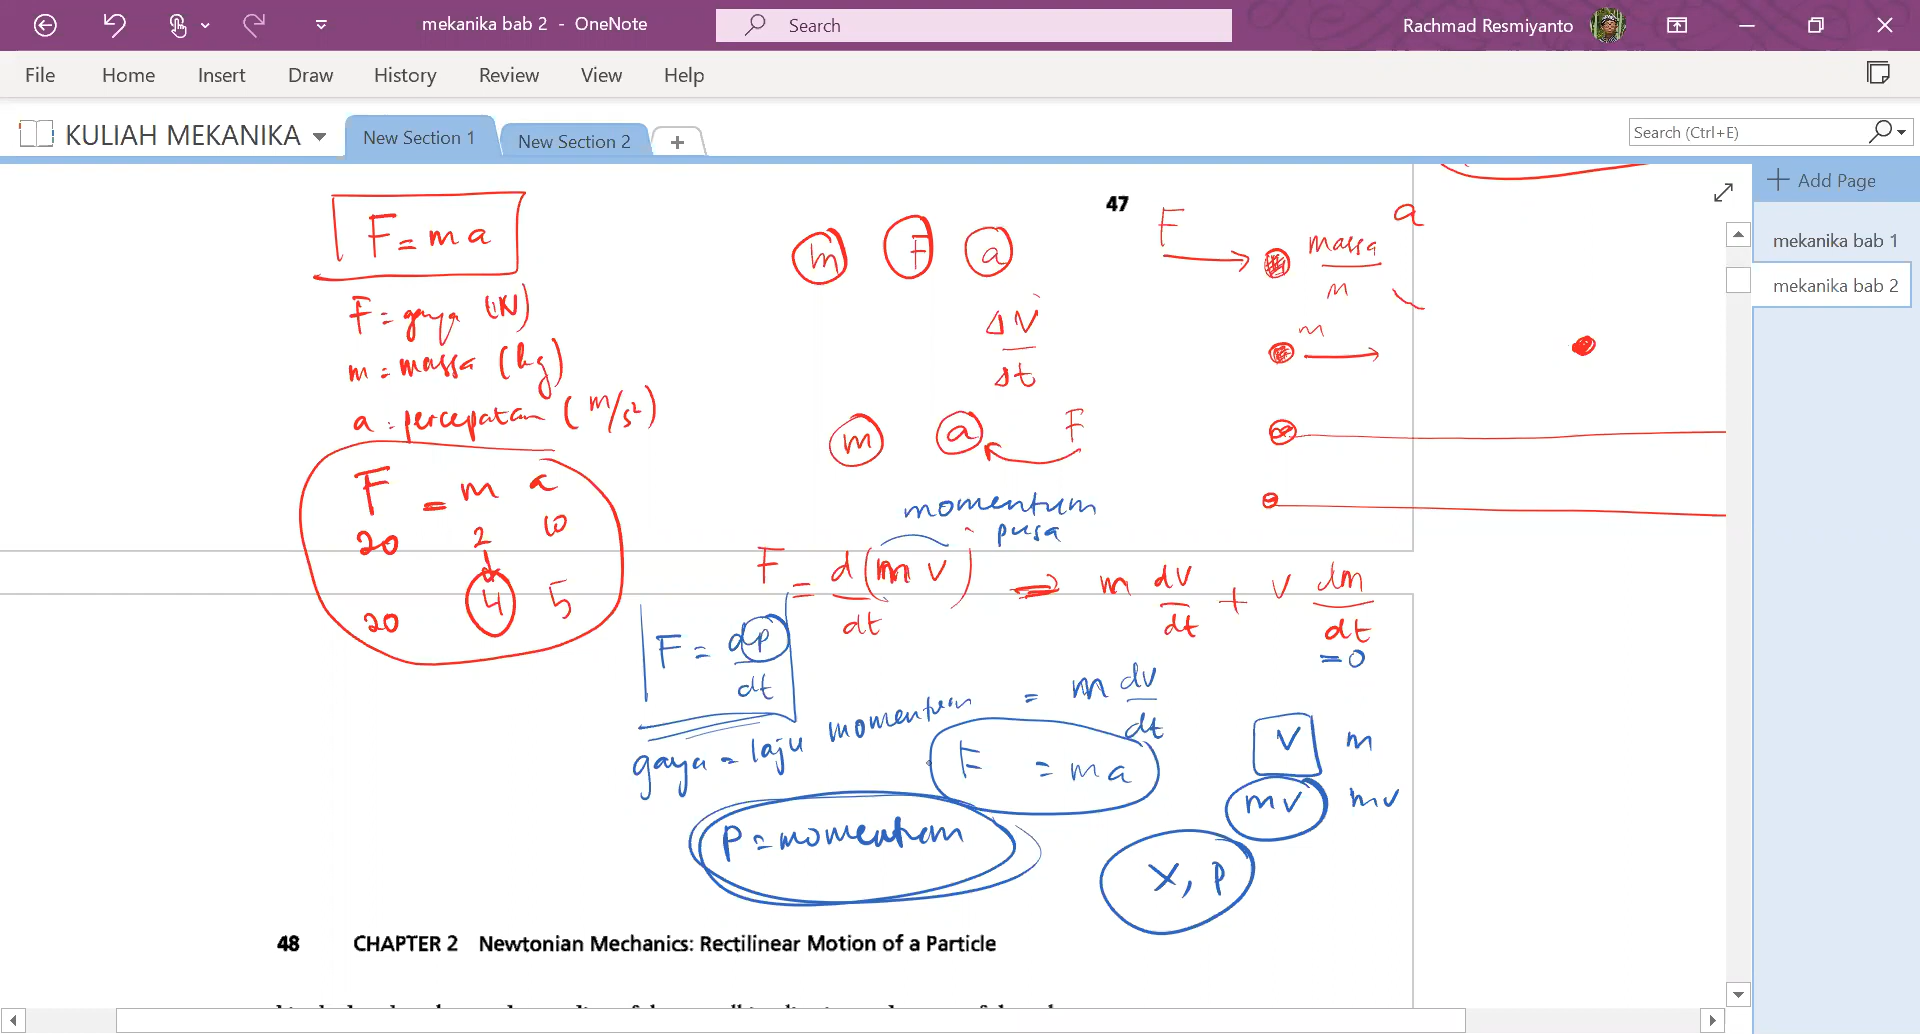 mekanika bab 2 - OneNote
Search
Rachmad Resmiyanto
File Home Insert Draw History Review View Help
KULIAH MEKANIKA
New Section 1
New Section 2
+
Search (Ctrl+E)
Add Page
mekanika bab 1
mekanika bab 2
F = ma
F = gaya (N)
m = massa (kg)
a = percepatan (m/s²)
F = m a
20 2 10
20 4 5
m F a
ΔV
Δt
m a F
47
F massa a
m
m
momentum
pusa
F = d(mv)/dt => m dv/dt + v dm/dt
= 0
F = dp/dt
= m dv/dt
gaya = laju momentum
F = ma
P = momentum
V m
mv mv
X, P
48 CHAPTER 2 Newtonian Mechanics: Rectilinear Motion of a Particle